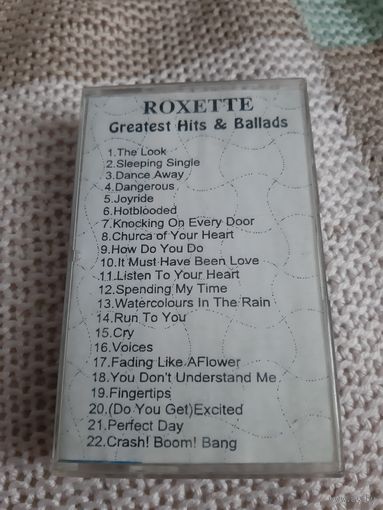 ROXETTE
Greatest Hits & Ballads
1.The Look
2.Sleeping Single
3.Dance Away
4.Dangerous
5.Joyride
6.Hotblooded
7.Knocking On Every Door
8.Churca of Your Heart
9.How Do You Do
10.It Must Have Been Love
11.Listen To Your Heart
12.Spending My Time
13.Watercolours In The Rain
14.Run To You
15.Cry
16.Voices
17.Fading Like AFlower
18.You Don't Understand Me
19.Fingertips
20.(Do You Get)Excited
21.Perfect Day
22.Crash! Boom! Bang